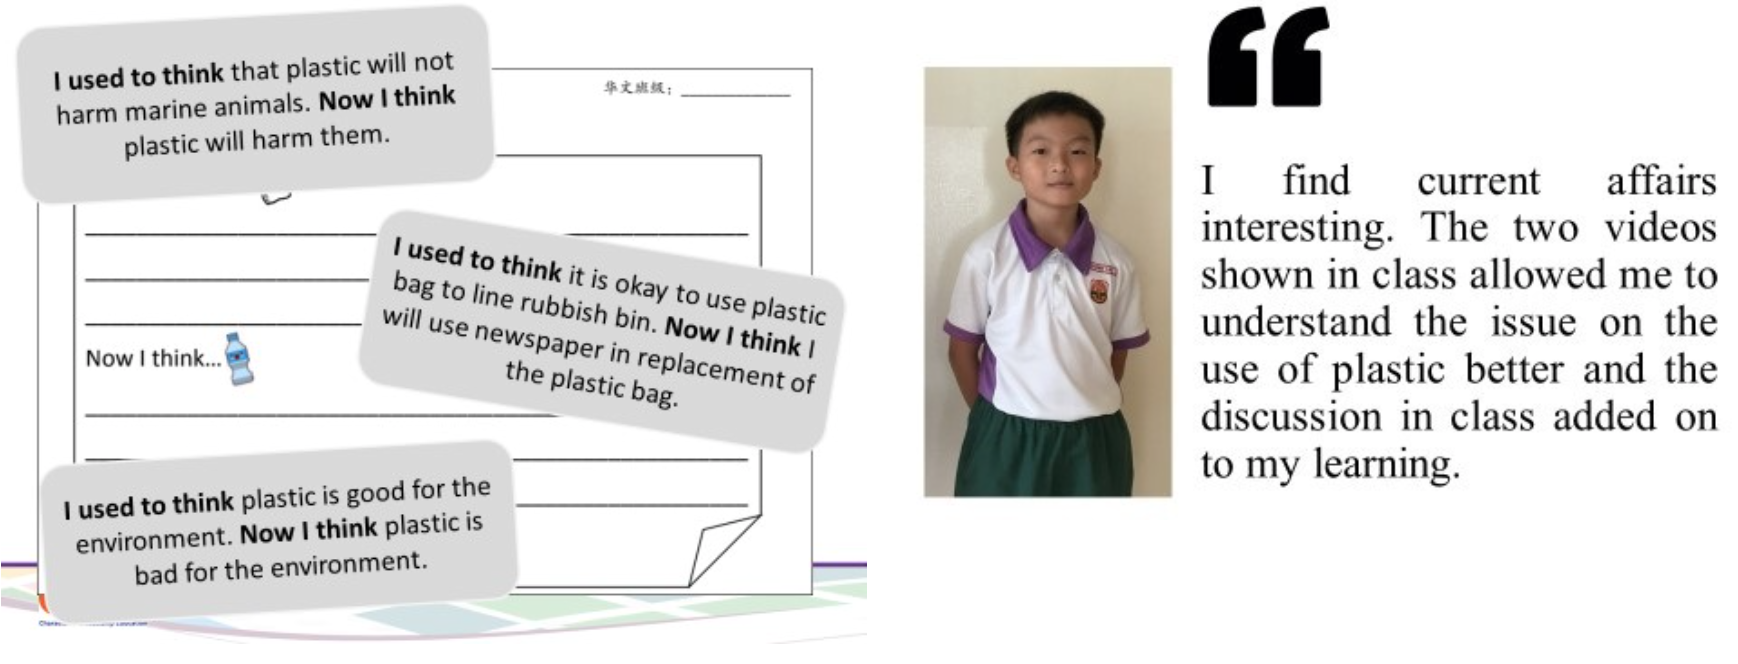 I used to think that plastic will not
harm marine animals. Now I think
plastic will harm them.
华文班级：
I used to think it is okay to use plastic
bag to line rubbish bin. Now I think I
will use newspaper in replacement of
the plastic bag.
Now I think...
I used to think plastic is good for the
environment. Now I think plastic is
bad for the environment.
“
I find current affairs
interesting. The two videos
shown in class allowed me to
understand the issue on the
use of plastic better and the
discussion in class added on
to my learning.